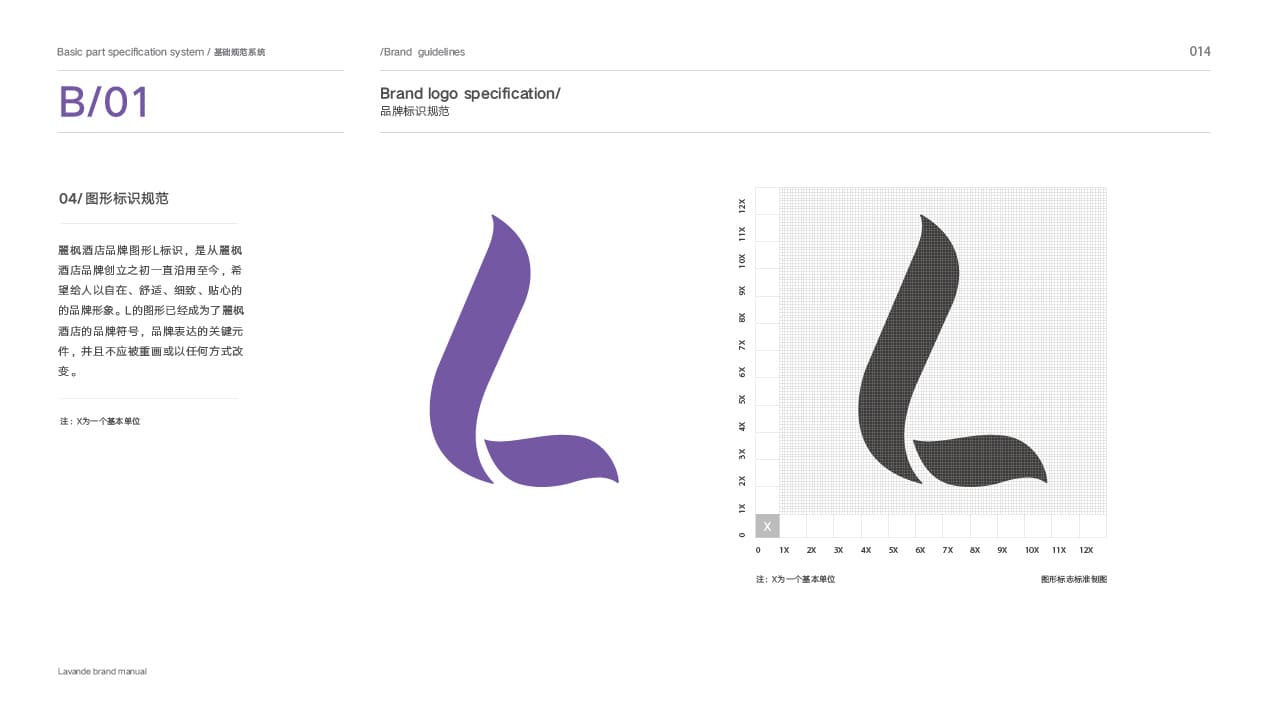 Basic part specification system / 基础规范系统
/Brand guidelines
014
B/01
Brand logo specification/
品牌标识规范
04/ 图形标识规范
麗枫酒店品牌图形L标识，是从麗枫
酒店品牌创立之初一直沿用至今，希
望给人以自在、舒适、细致、贴心的
的品牌形象。L的图形已经成为了麗枫
酒店的品牌符号，品牌表达的关键元
件，并且不应被重画或以任何方式改
变。
注：X为一个基本单位
12X
11X
10X
9X
8X
7X
6X
5X
4X
3X
2X
1X
0
X
0 1X 2X 3X 4X 5X 6X 7X 8X 9X 10X 11X 12X
注：X为一个基本单位
图形标志标准制图
Lavande brand manual